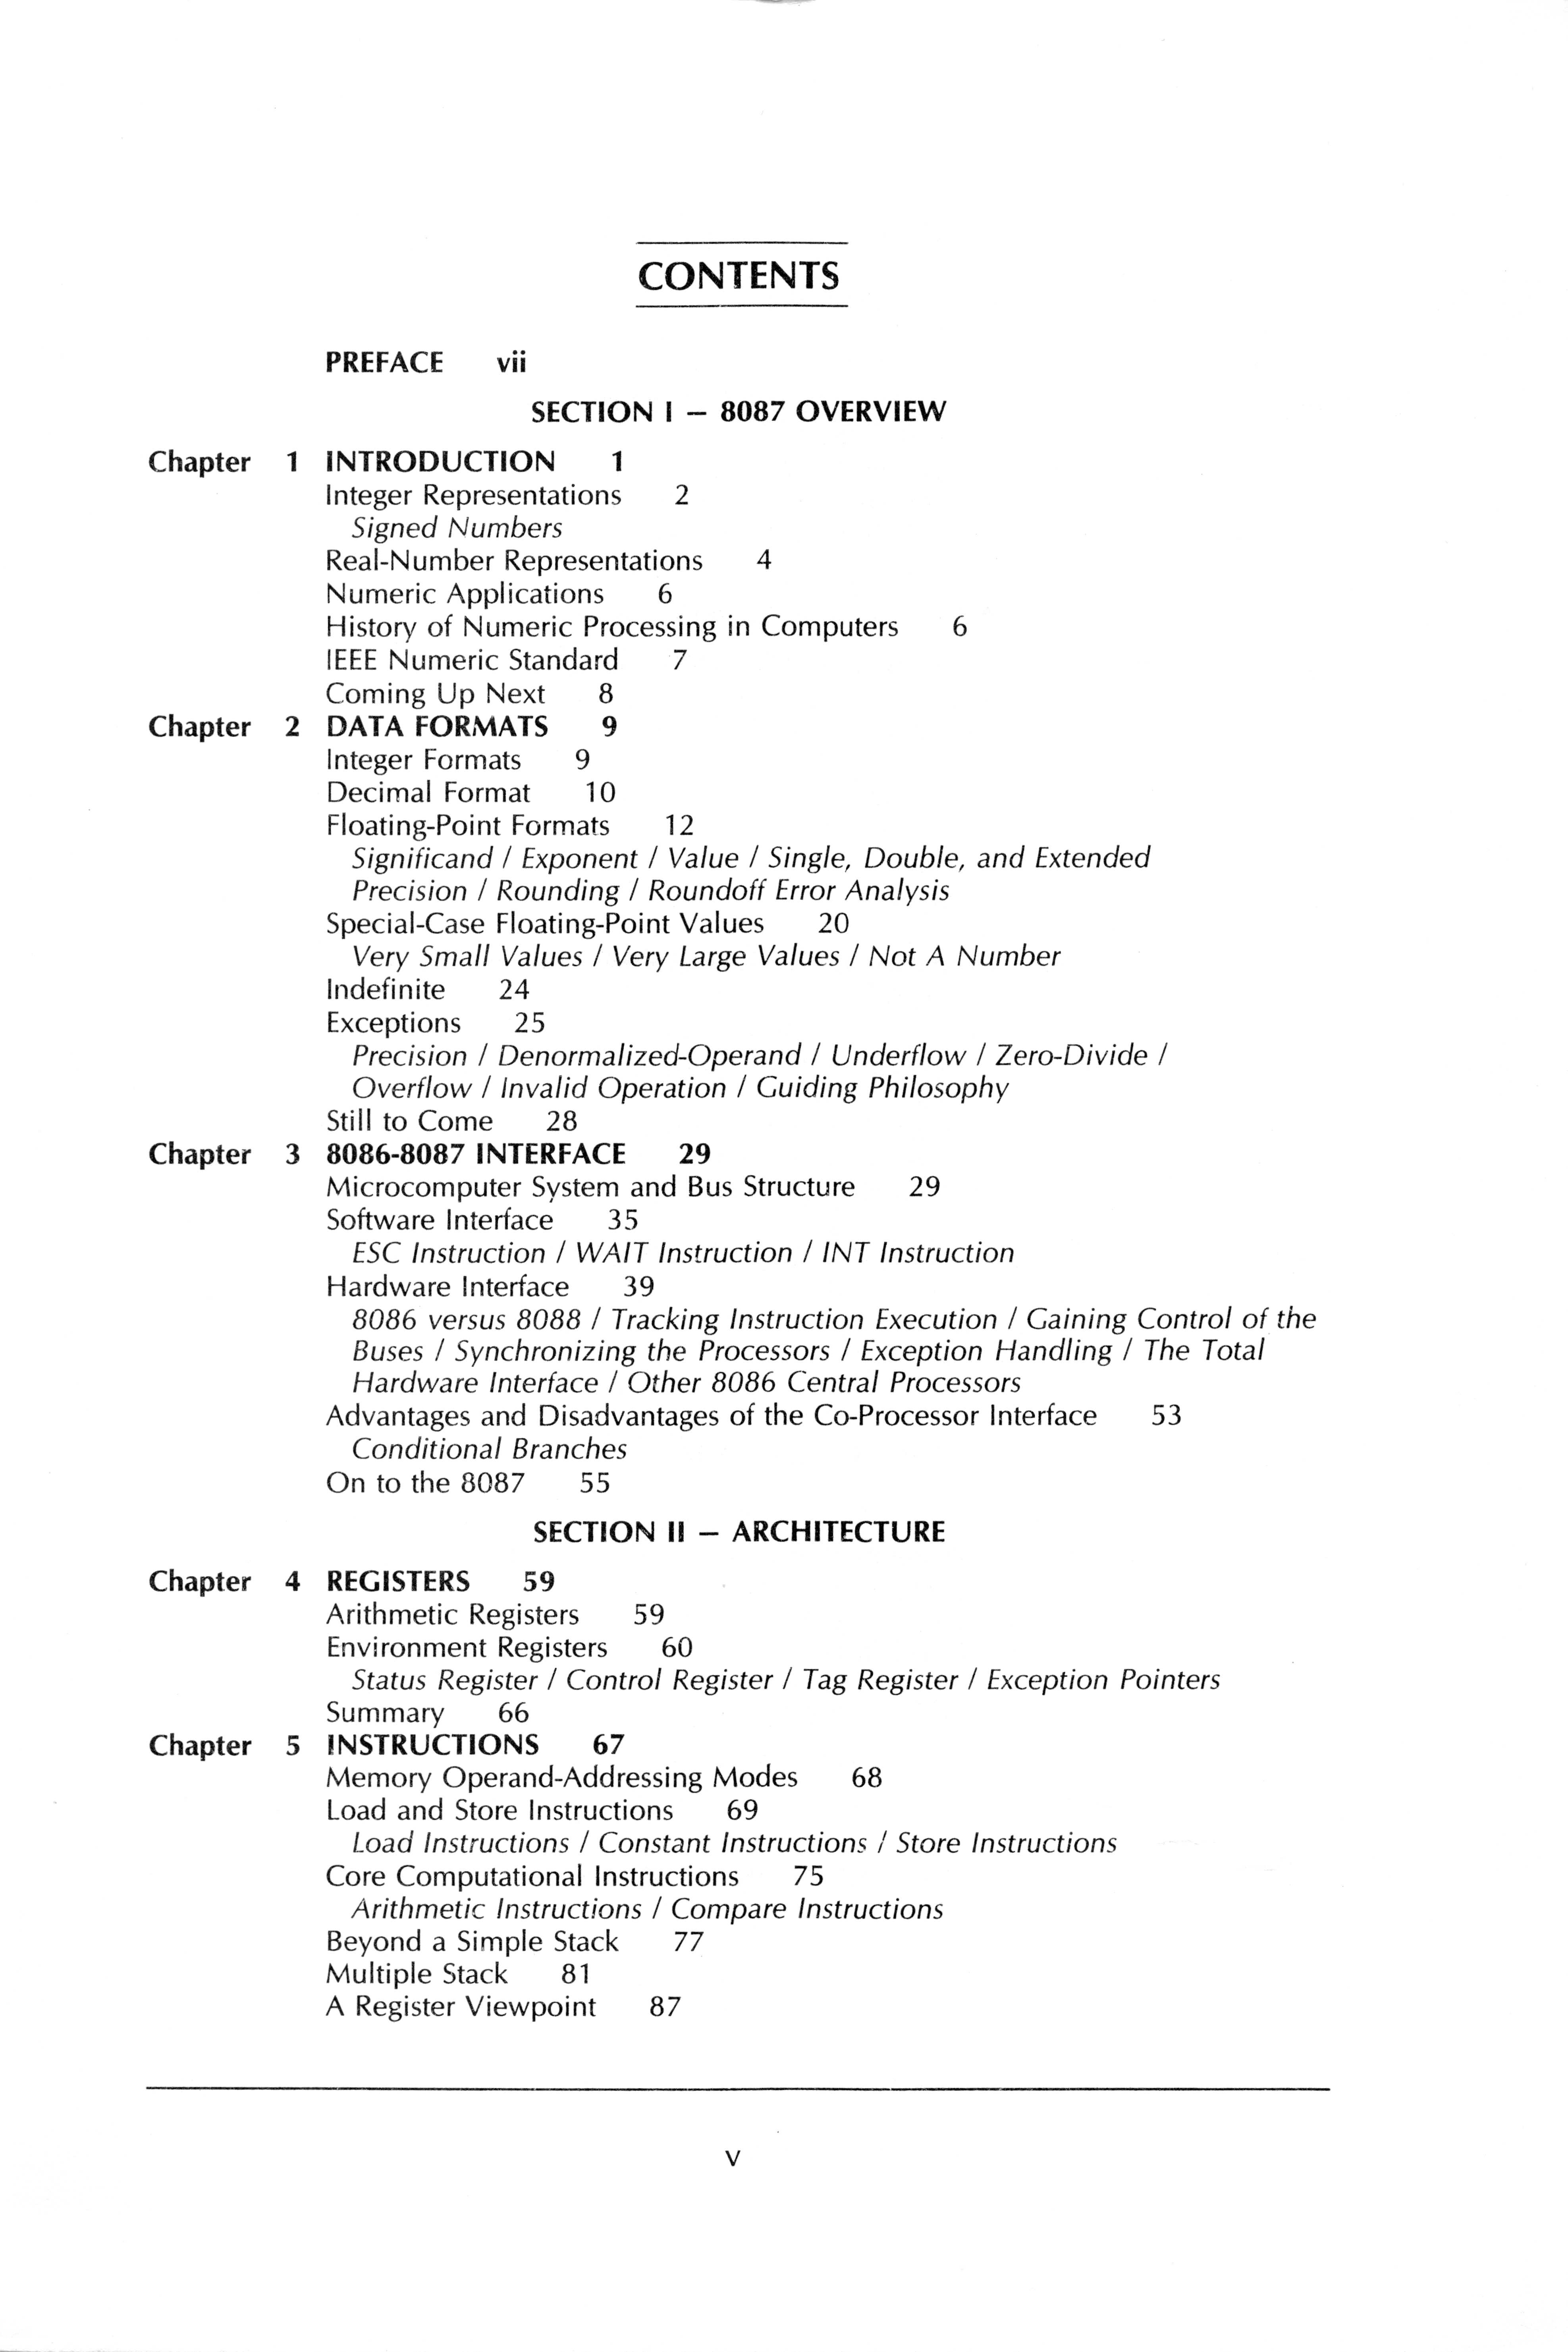 CONTENTS
PREFACE vii
SECTION I – 8087 OVERVIEW
Chapter 1 INTRODUCTION 1
Integer Representations 2
Signed Numbers
Real-Number Representations 4
Numeric Applications 6
History of Numeric Processing in Computers 6
IEEE Numeric Standard 7
Coming Up Next 8
Chapter 2 DATA FORMATS 9
Integer Formats 9
Decimal Format 10
Floating-Point Formats 12
Significand / Exponent / Value / Single, Double, and Extended
Precision / Rounding / Roundoff Error Analysis
Special-Case Floating-Point Values 20
Very Small Values / Very Large Values / Not A Number
Indefinite 24
Exceptions 25
Precision / Denormalized-Operand / Underflow / Zero-Divide /
Overflow / Invalid Operation / Guiding Philosophy
Still to Come 28
Chapter 3 8086-8087 INTERFACE 29
Microcomputer System and Bus Structure 29
Software Interface 35
ESC Instruction / WAIT Instruction / INT Instruction
Hardware Interface 39
8086 versus 8088 / Tracking Instruction Execution / Gaining Control of the
Buses / Synchronizing the Processors / Exception Handling / The Total
Hardware Interface / Other 8086 Central Processors
Advantages and Disadvantages of the Co-Processor Interface 53
Conditional Branches
On to the 8087 55
SECTION II – ARCHITECTURE
Chapter 4 REGISTERS 59
Arithmetic Registers 59
Environment Registers 60
Status Register / Control Register / Tag Register / Exception Pointers
Summary 66
Chapter 5 INSTRUCTIONS 67
Memory Operand-Addressing Modes 68
Load and Store Instructions 69
Load Instructions / Constant Instructions / Store Instructions
Core Computational Instructions 75
Arithmetic Instructions / Compare Instructions
Beyond a Simple Stack 77
Multiple Stack 81
A Register Viewpoint 87
v